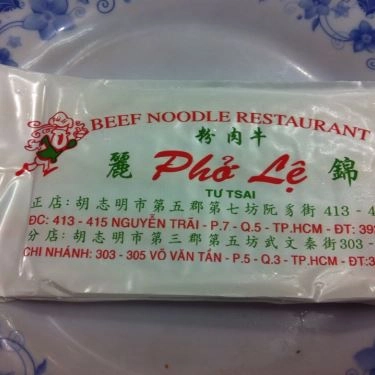 BEEF NOODLE RESTAURANT
粉肉牛
麗 Phở Lệ 錦
TƯ TSAI
正店：胡志明市第五郡第七坊阮豸街 413 - 4
ĐC: 413 - 415 NGUYỄN TRÃI - P.7 - Q.5 - TP.HCM - ĐT: 392
分店：胡志明市第三郡第五坊武文秦街 303 -
CHI NHÁNH: 303 - 305 VÕ VĂN TẦN - P.5 - Q.3 - TP.HCM - ĐT:3